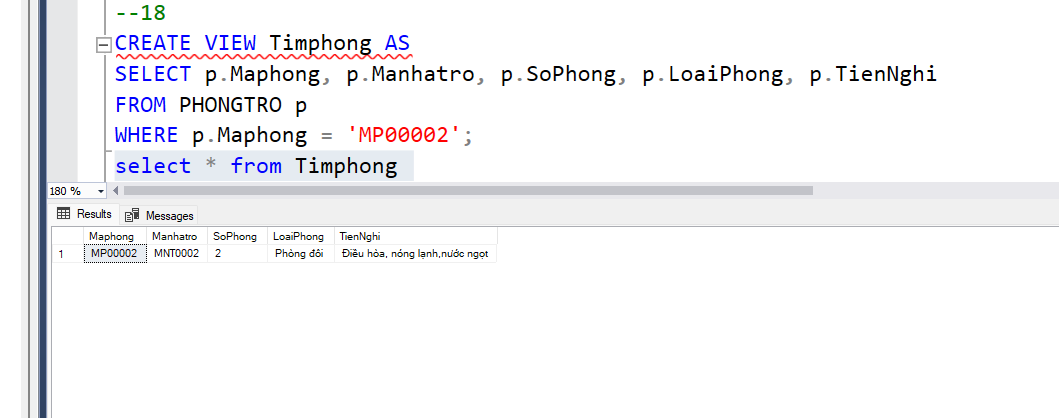 --18
CREATE VIEW Timphong AS
SELECT p.Maphong, p.Manhatro, p.SoPhong, p.LoaiPhong, p.TienNghi
FROM PHONGTRO p
WHERE p.Maphong = 'MP00002';
select * from Timphong
180 %
Results Messages
Maphong Manhatro SoPhong LoaiPhong TienNghi
1 MP00002 MNT0002 2 Phòng đôi Điều hòa, nóng lạnh,nước ngọt